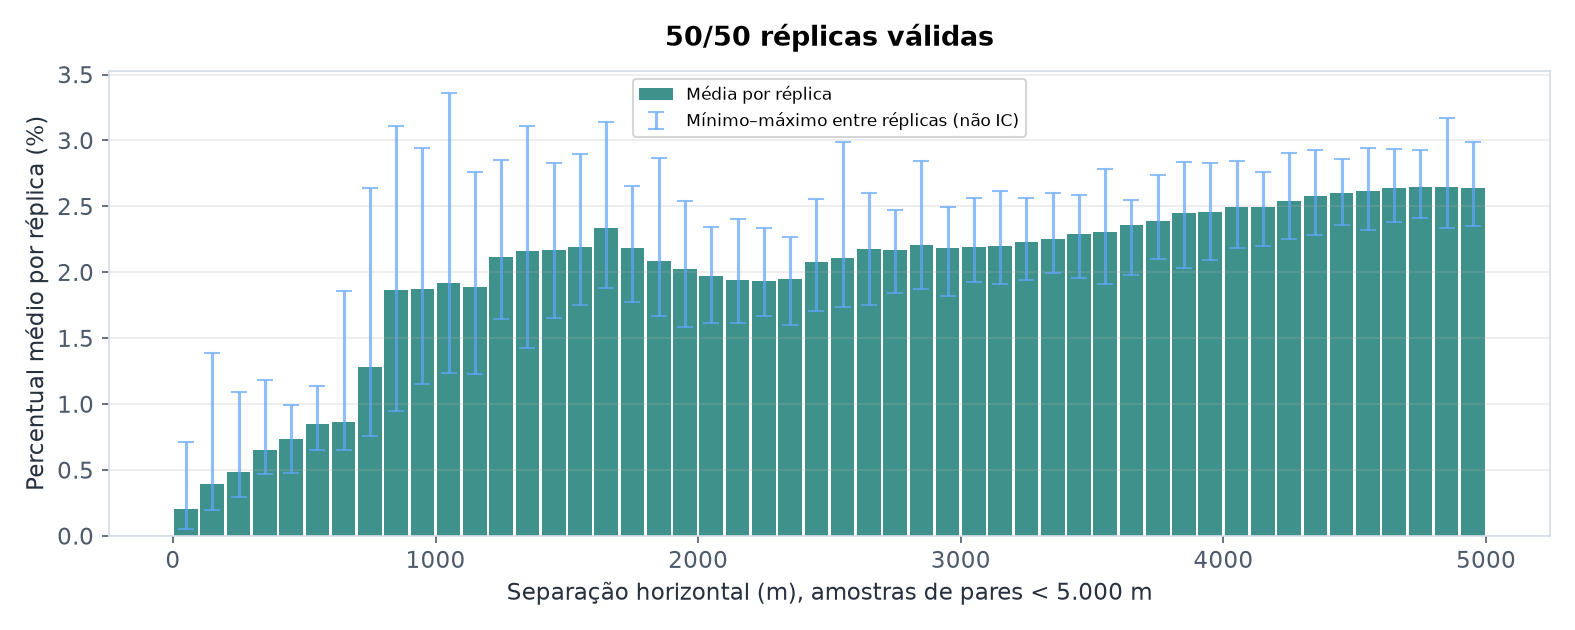 50/50 réplicas válidas
Percentual médio por réplica (%)
3.5
3.0
2.5
2.0
1.5
1.0
0.5
0.0
Média por réplica
Mínimo–máximo entre réplicas (não IC)
0 1000 2000 3000 4000 5000
Separação horizontal (m), amostras de pares < 5.000 m